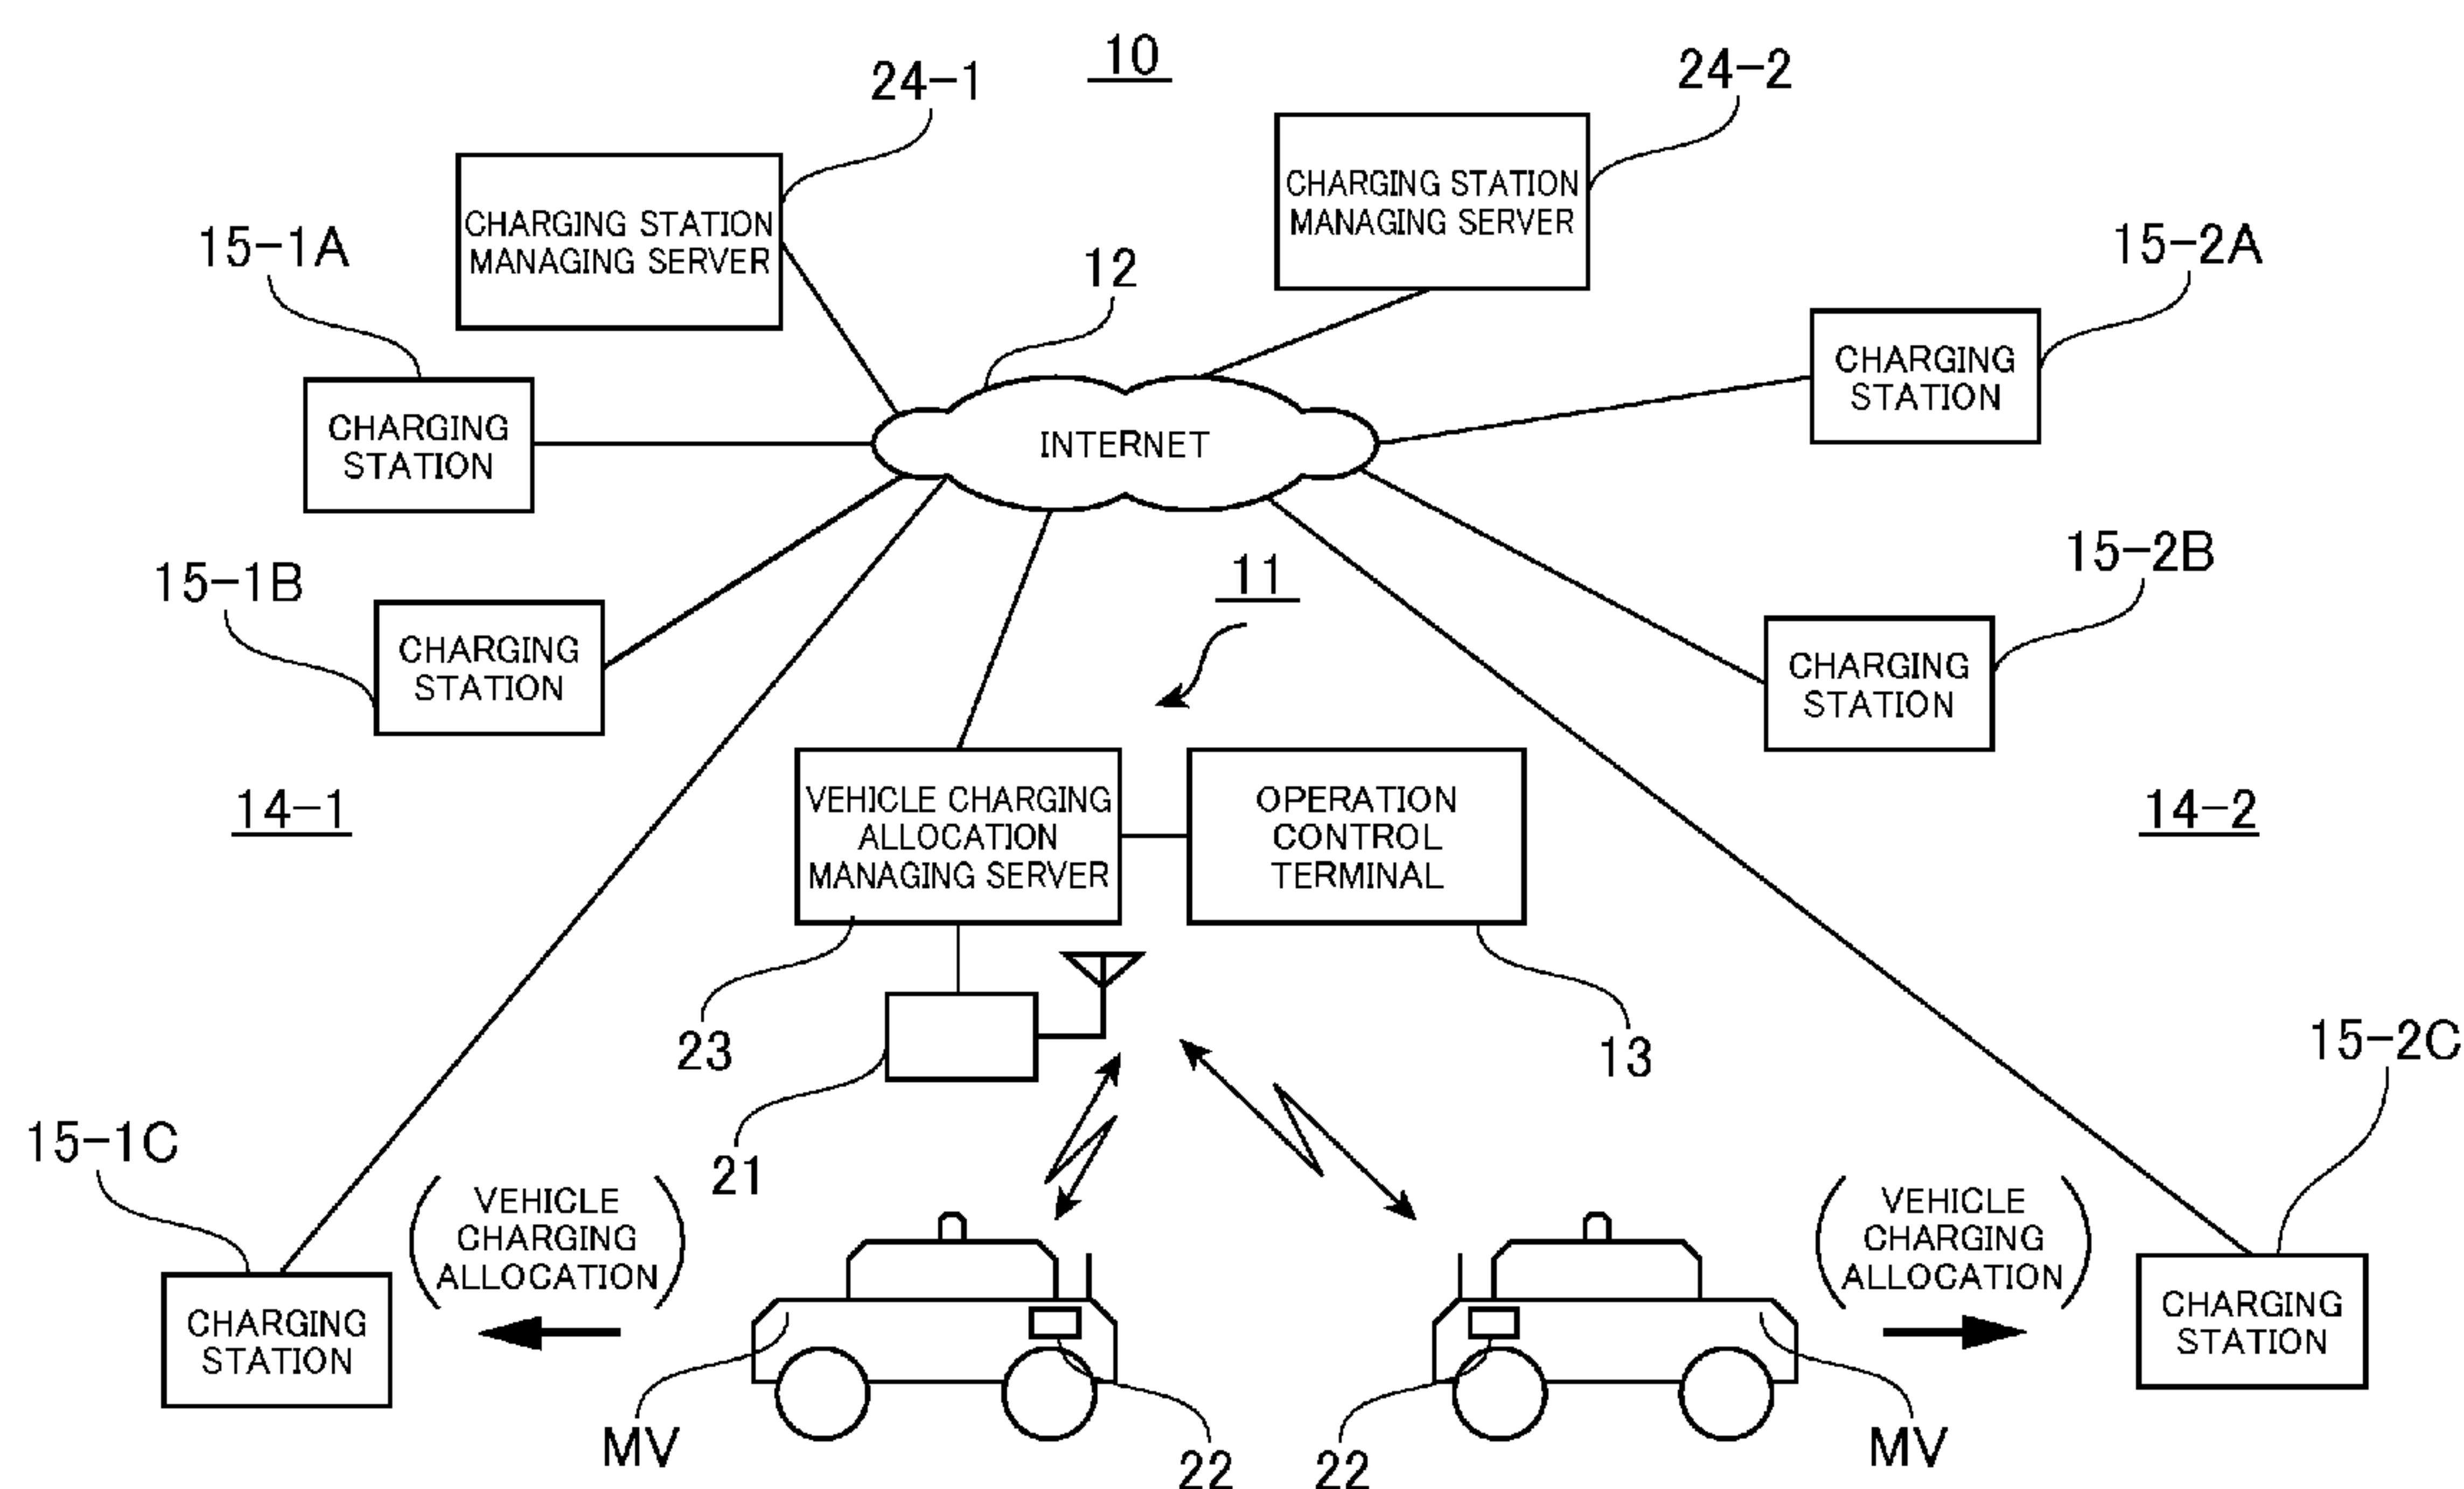 10
24-1
24-2
CHARGING STATION
MANAGING SERVER
CHARGING STATION
MANAGING SERVER
15-1A
12
15-2A
CHARGING
STATION
INTERNET
CHARGING
STATION
15-1B
11
15-2B
CHARGING
STATION
CHARGING
STATION
14-1
VEHICLE CHARGING
ALLOCATION
MANAGING SERVER
OPERATION
CONTROL
TERMINAL
14-2
23
13
15-2C
15-1C
21
(VEHICLE
CHARGING
ALLOCATION)
(VEHICLE
CHARGING
ALLOCATION)
CHARGING
STATION
CHARGING
STATION
MV
22
22
MV